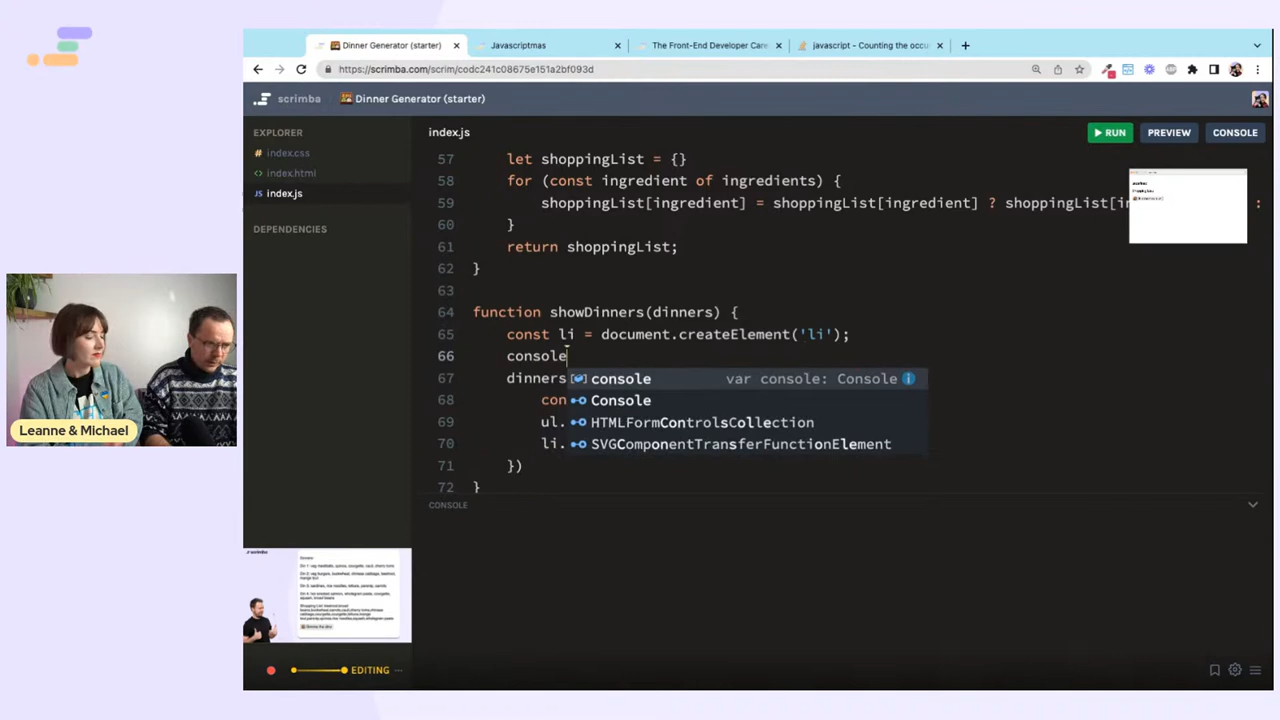 Dinner Generator (starter)
Javascriptmas
The Front-End Developer Care
javascript - Counting the occu
https://scrimba.com/scrim/codc241c08675e151a2bf093d
scrimba
Dinner Generator (starter)
EXPLORER
index.js
RUN
PREVIEW
CONSOLE
index.css
index.html
JS index.js
DEPENDENCIES
57 let shoppingList = {}
58 for (const ingredient of ingredients) {
59 shoppingList[ingredient] = shoppingList[ingredient] ? shoppingList[in :
60 }
61 return shoppingList;
62 }
63
64 function showDinners(dinners) {
65 const li = document.createElement('li');
66 console
67 dinners
68 con
69 ul.
70 li.
71 })
72 }
console var console: Console
Console
HTMLFormControlsCollection
SVGComponentTransferFunctionElement
CONSOLE
Leanne & Michael
scrimba
EDITING